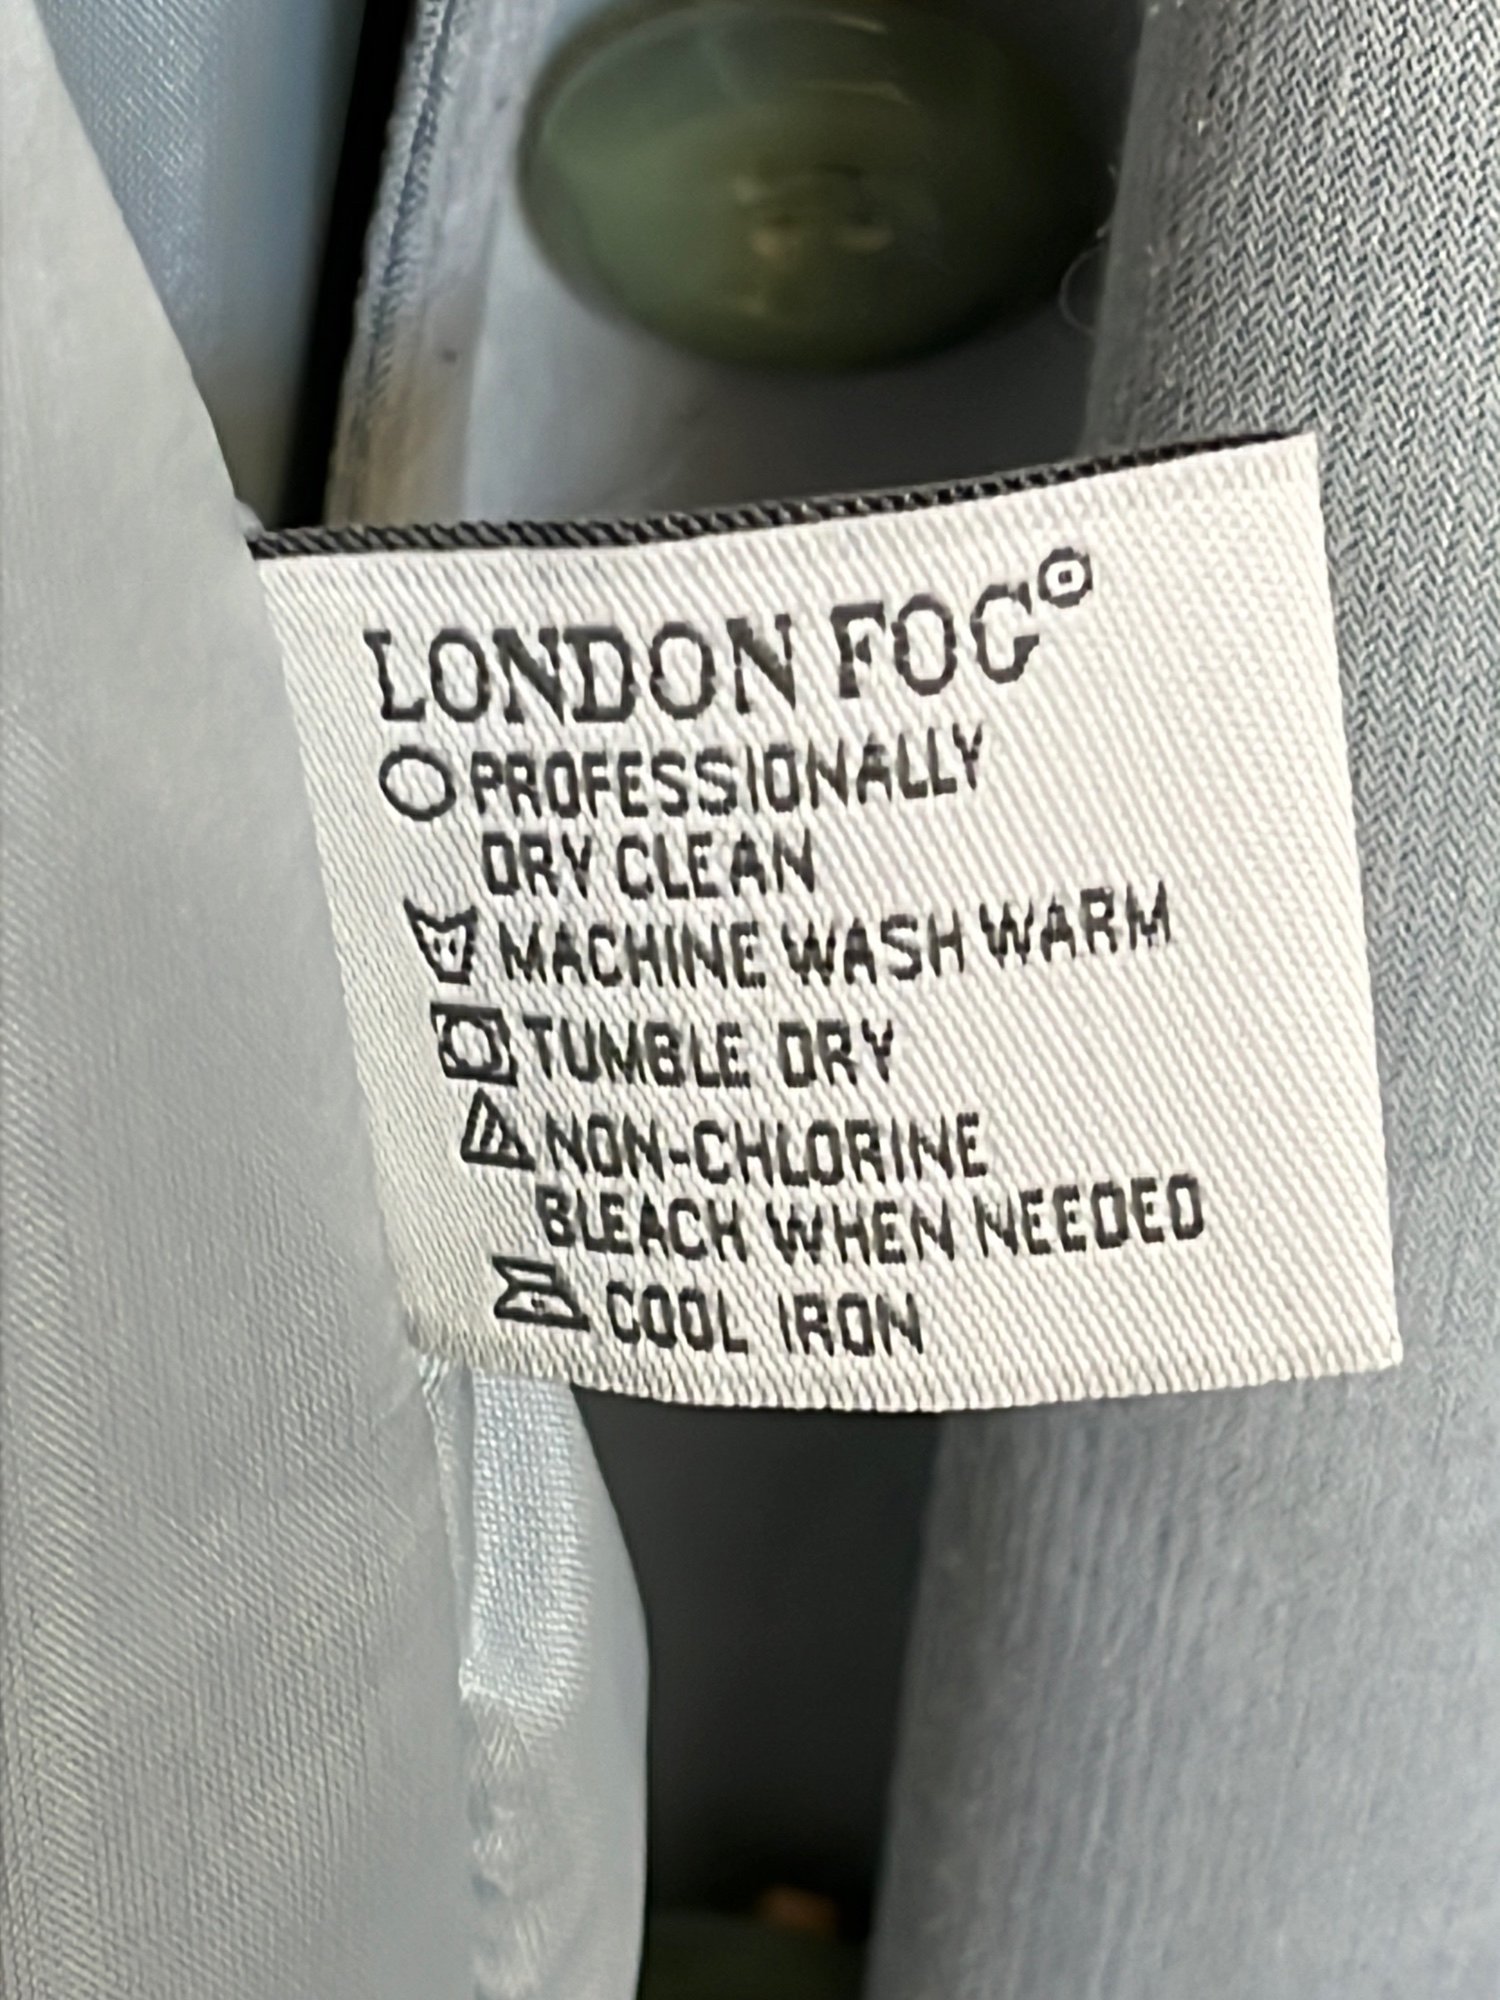 LONDON FOG®
PROFESSIONALLY
DRY CLEAN
MACHINE WASH WARM
TUMBLE DRY
NON-CHLORINE
BLEACH WHEN NEEDED
COOL IRON